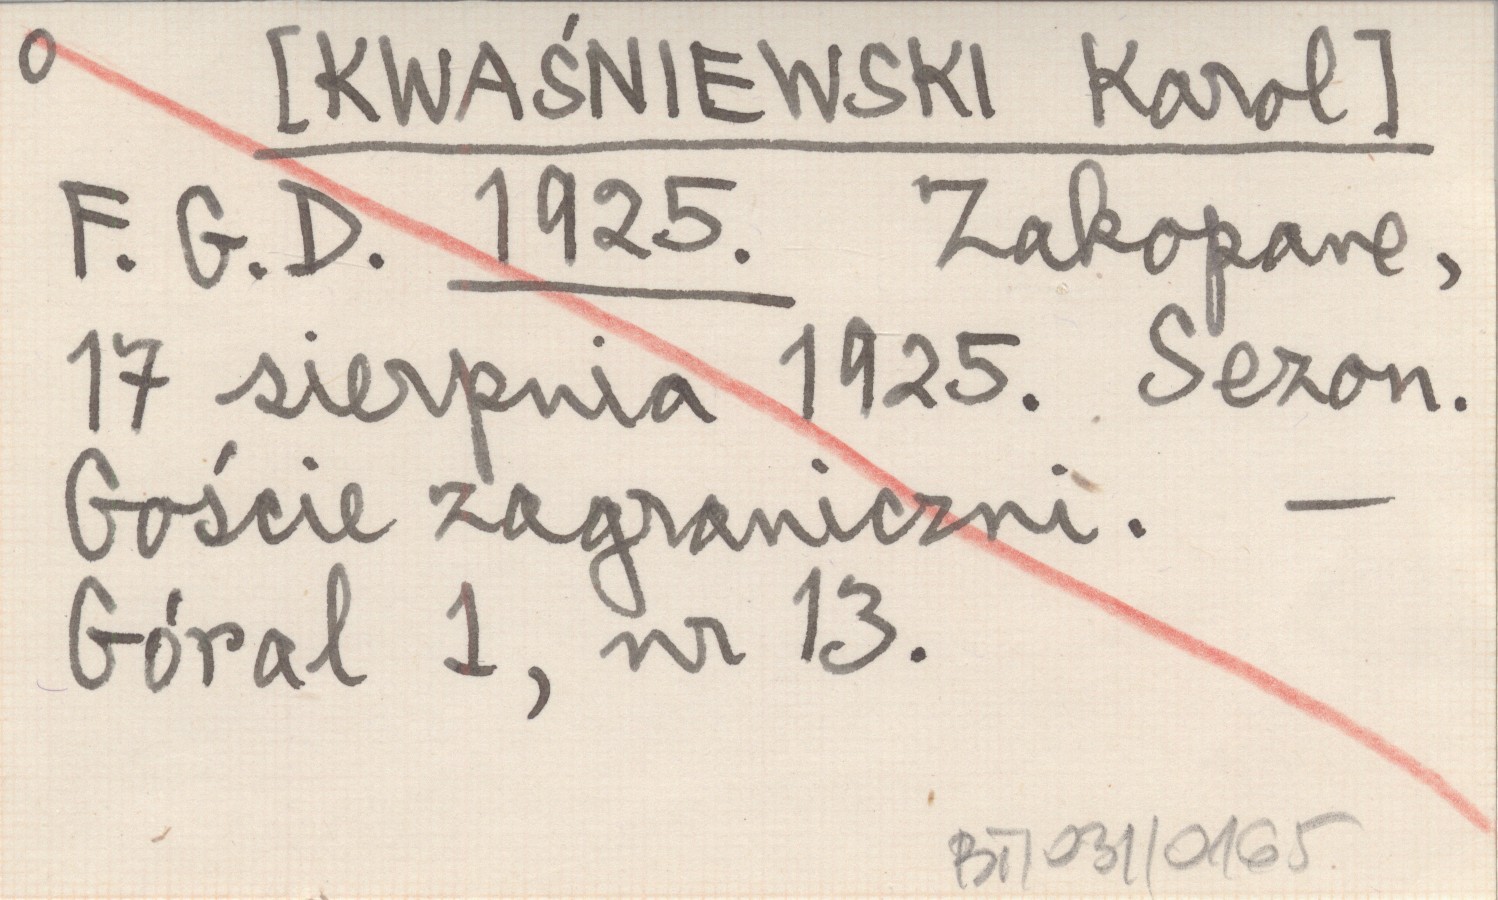 o [KWAŚNIEWSKI Karol]
F. G. D. 1925. Zakopane,
17 sierpnia 1925. Sezon.
Goście zagraniczni. —
Góral 1, nr 13.
BT/031/0165